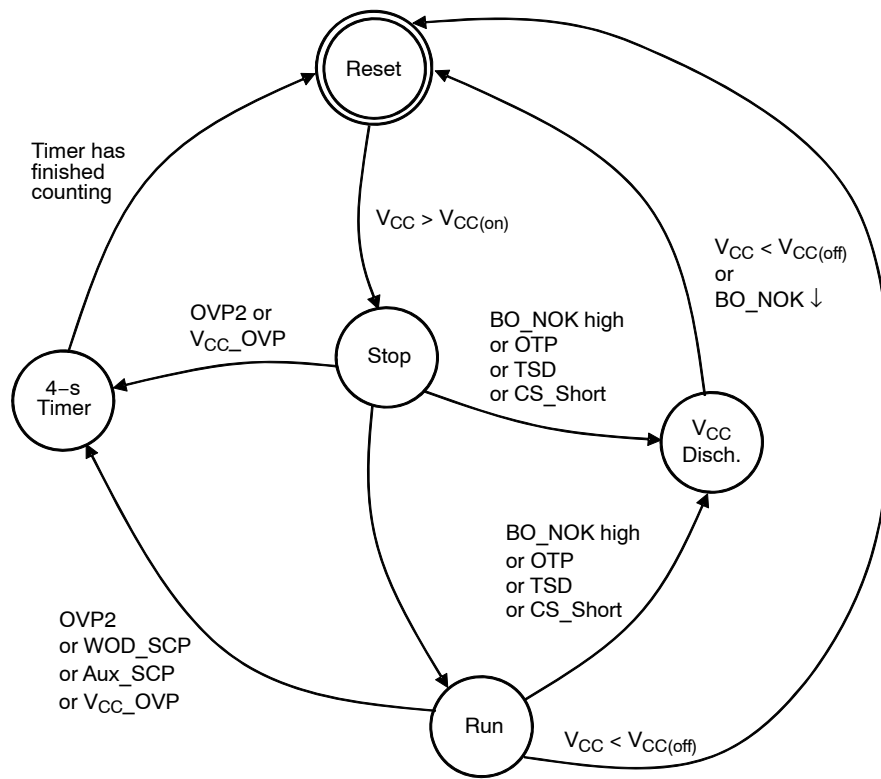 Reset
Timer has
finished
counting
V_CC > V_CC(on)
V_CC < V_CC(off)
or
BO_NOK ↓
OVP2 or
V_CC_OVP
BO_NOK high
or OTP
or TSD
or CS_Short
Stop
4–s
Timer
V_CC
Disch.
BO_NOK high
or OTP
or TSD
or CS_Short
OVP2
or WOD_SCP
or Aux_SCP
or V_CC_OVP
Run
V_CC < V_CC(off)